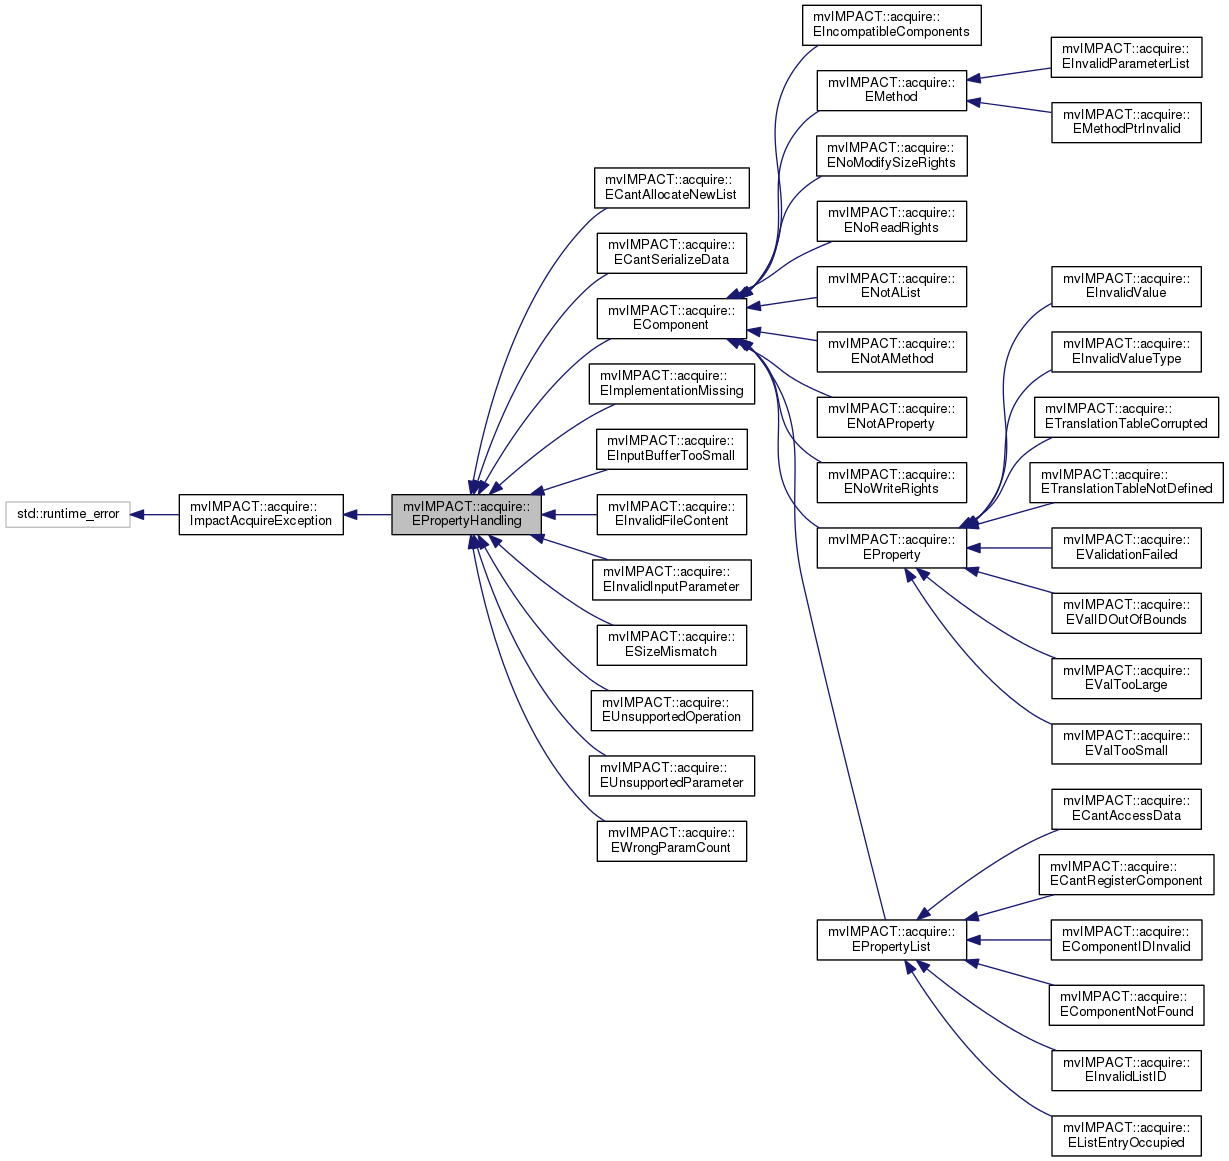 std::runtime_error
mvIMPACT::acquire::
ImpactAcquireException
mvIMPACT::acquire::
EPropertyHandling
mvIMPACT::acquire::
ECantAllocateNewList
mvIMPACT::acquire::
ECantSerializeData
mvIMPACT::acquire::
EComponent
mvIMPACT::acquire::
EImplementationMissing
mvIMPACT::acquire::
EInputBufferTooSmall
mvIMPACT::acquire::
EInvalidFileContent
mvIMPACT::acquire::
EInvalidInputParameter
mvIMPACT::acquire::
ESizeMismatch
mvIMPACT::acquire::
EUnsupportedOperation
mvIMPACT::acquire::
EUnsupportedParameter
mvIMPACT::acquire::
EWrongParamCount
mvIMPACT::acquire::
EIncompatibleComponents
mvIMPACT::acquire::
EMethod
mvIMPACT::acquire::
ENoModifySizeRights
mvIMPACT::acquire::
ENoReadRights
mvIMPACT::acquire::
ENotAList
mvIMPACT::acquire::
ENotAMethod
mvIMPACT::acquire::
ENotAProperty
mvIMPACT::acquire::
ENoWriteRights
mvIMPACT::acquire::
EProperty
mvIMPACT::acquire::
EPropertyList
mvIMPACT::acquire::
EInvalidParameterList
mvIMPACT::acquire::
EMethodPtrInvalid
mvIMPACT::acquire::
EInvalidValue
mvIMPACT::acquire::
EInvalidValueType
mvIMPACT::acquire::
ETranslationTableCorrupted
mvIMPACT::acquire::
ETranslationTableNotDefined
mvIMPACT::acquire::
EValidationFailed
mvIMPACT::acquire::
EValIDOutOfBounds
mvIMPACT::acquire::
EValTooLarge
mvIMPACT::acquire::
EValTooSmall
mvIMPACT::acquire::
ECantAccessData
mvIMPACT::acquire::
ECantRegisterComponent
mvIMPACT::acquire::
EComponentIDInvalid
mvIMPACT::acquire::
EComponentNotFound
mvIMPACT::acquire::
EInvalidListID
mvIMPACT::acquire::
EListEntryOccupied